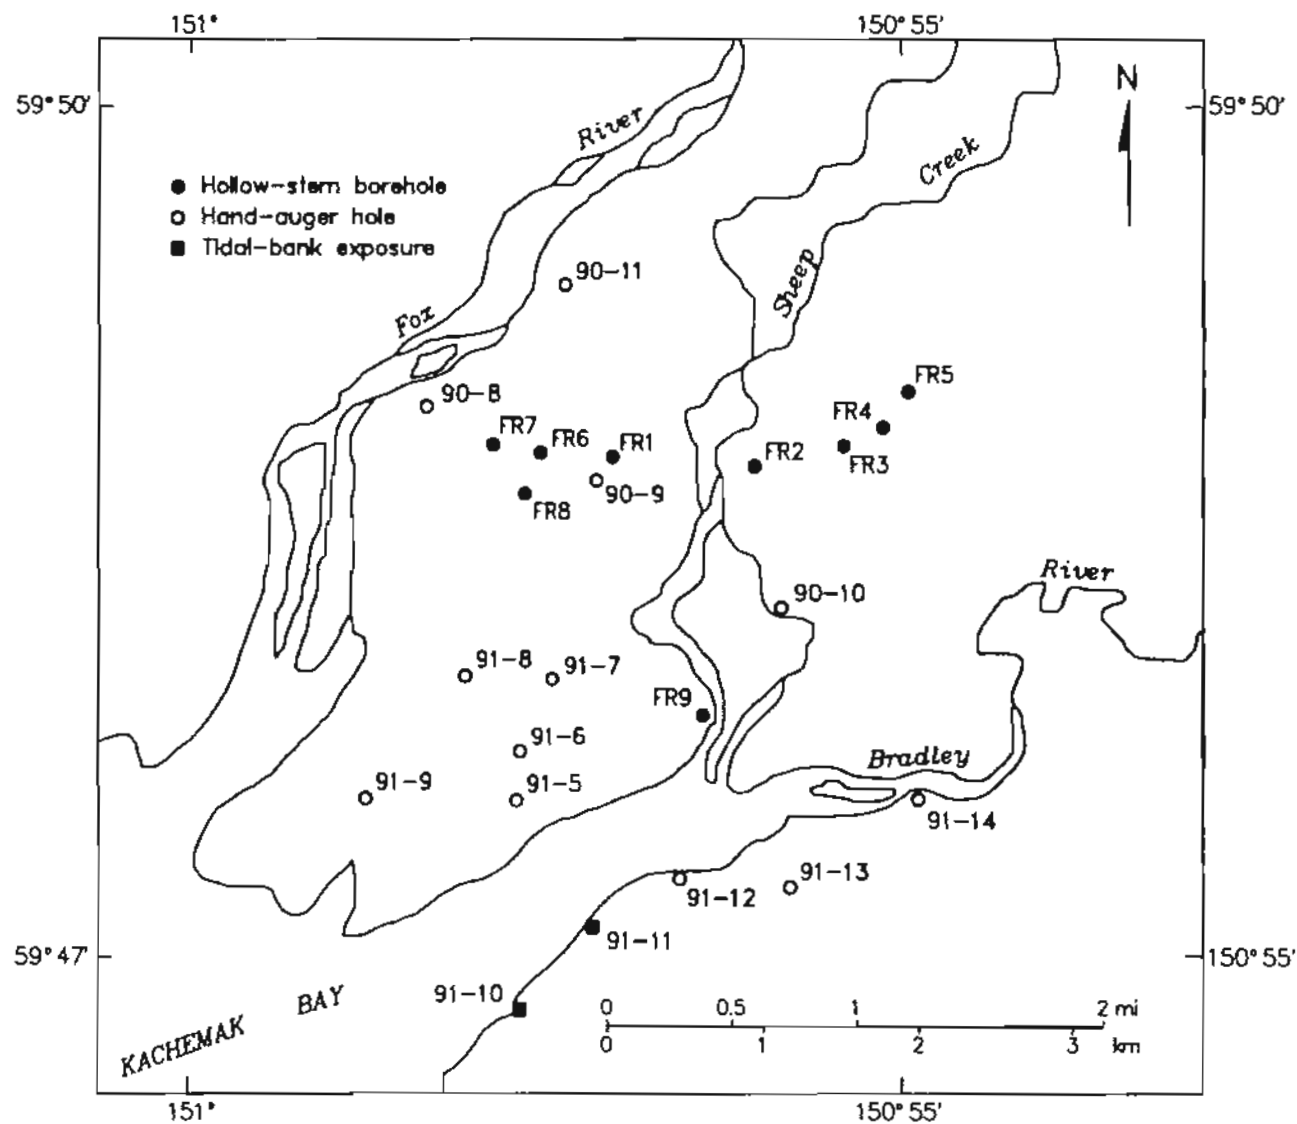 151° 150° 55'
59° 50' 59° 50'
N
River
Creek
● Hollow-stem borehole
○ Hand-auger hole
■ Tidal-bank exposure
90-11
Sheep
Fox
FR5
90-8
FR4
FR7 FR6 FR1 FR2 FR3
90-9
FR8
River
90-10
91-8 91-7
FR9
91-6
Bradley
91-9 91-5
91-14
91-13
91-12
91-11
59° 47' 150° 55'
91-10
KACHEMAK BAY
0 0.5 1 2 mi
0 1 2 3 km
151° 150° 55'